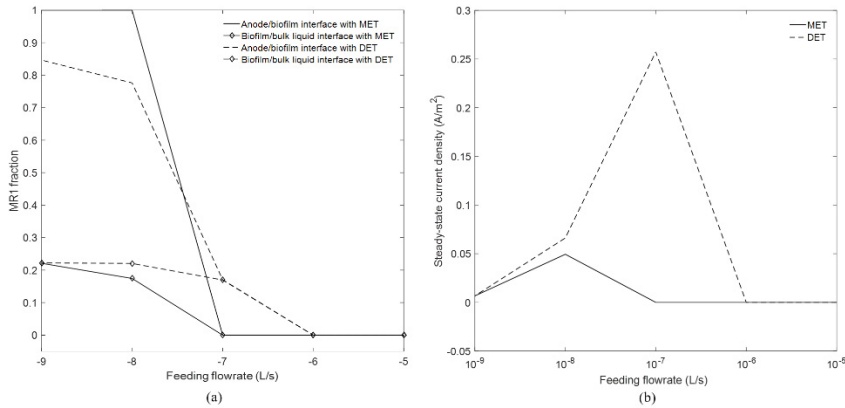 1
0.9
0.8
0.7
0.6
0.5
0.4
0.3
0.2
0.1
0
MR1 fraction
Anode/biofilm interface with MET
Biofilm/bulk liquid interface with MET
Anode/biofilm interface with DET
Biofilm/bulk liquid interface with DET
-9 -8 -7 -6 -5
Feeding flowrate (L/s)
(a)
0.3
0.25
0.2
0.15
0.1
0.05
0
-0.05
Steady-state current density (A/m²)
MET
DET
10⁻⁹ 10⁻⁸ 10⁻⁷ 10⁻⁶ 10⁻⁵
Feeding flowrate (L/s)
(b)